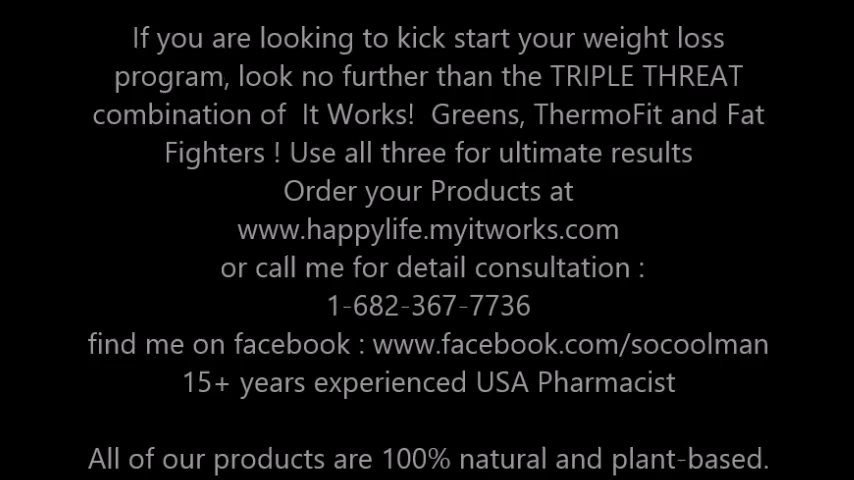 If you are looking to kick start your weight loss
program, look no further than the TRIPLE THREAT
combination of  It Works!  Greens, ThermoFit and Fat
Fighters ! Use all three for ultimate results
Order your Products at
www.happylife.myitworks.com
or call me for detail consultation :
1-682-367-7736
find me on facebook : www.facebook.com/socoolman
15+ years experienced USA Pharmacist
All of our products are 100% natural and plant-based.